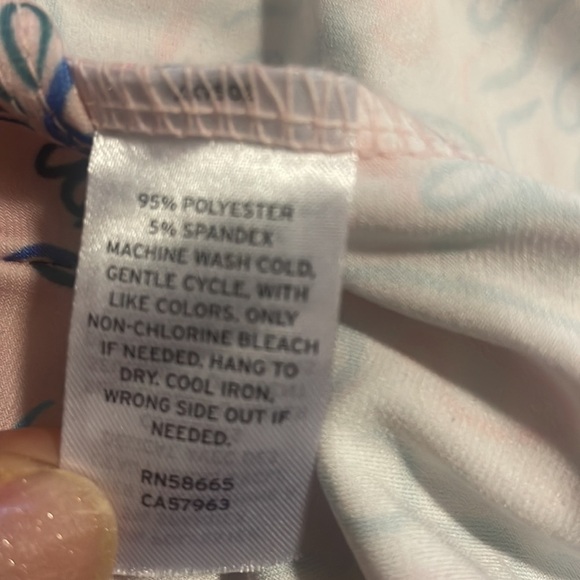 95% POLYESTER
5% SPANDEX
MACHINE WASH COLD,
GENTLE CYCLE, WITH
LIKE COLORS. ONLY
NON-CHLORINE BLEACH
IF NEEDED. HANG TO
DRY. COOL IRON,
WRONG SIDE OUT IF
NEEDED.
RN58665
CA57963